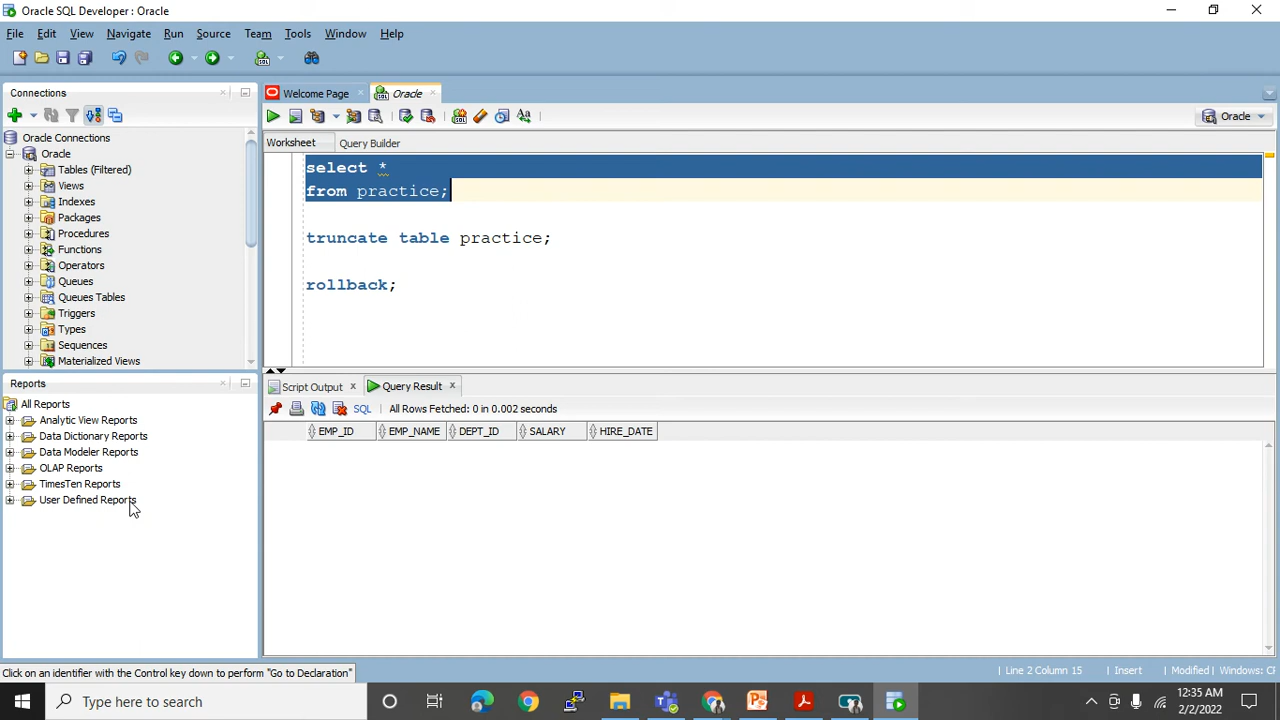 Oracle SQL Developer : Oracle
File Edit View Navigate Run Source Team Tools Window Help
Connections
Welcome Page
Oracle
Oracle
Worksheet Query Builder
Oracle Connections
Oracle
Tables (Filtered)
Views
Indexes
Packages
Procedures
Functions
Operators
Queues
Queues Tables
Triggers
Types
Sequences
Materialized Views
select *
from practice;
truncate table practice;
rollback;
Reports
All Reports
Analytic View Reports
Data Dictionary Reports
Data Modeler Reports
OLAP Reports
TimesTen Reports
User Defined Reports
Script Output Query Result
SQL All Rows Fetched: 0 in 0.002 seconds
EMP_ID EMP_NAME DEPT_ID SALARY HIRE_DATE
Click on an identifier with the Control key down to perform "Go to Declaration"
Line 2 Column 15 Insert Modified Windows: CF
Type here to search
12:35 AM
2/2/2022